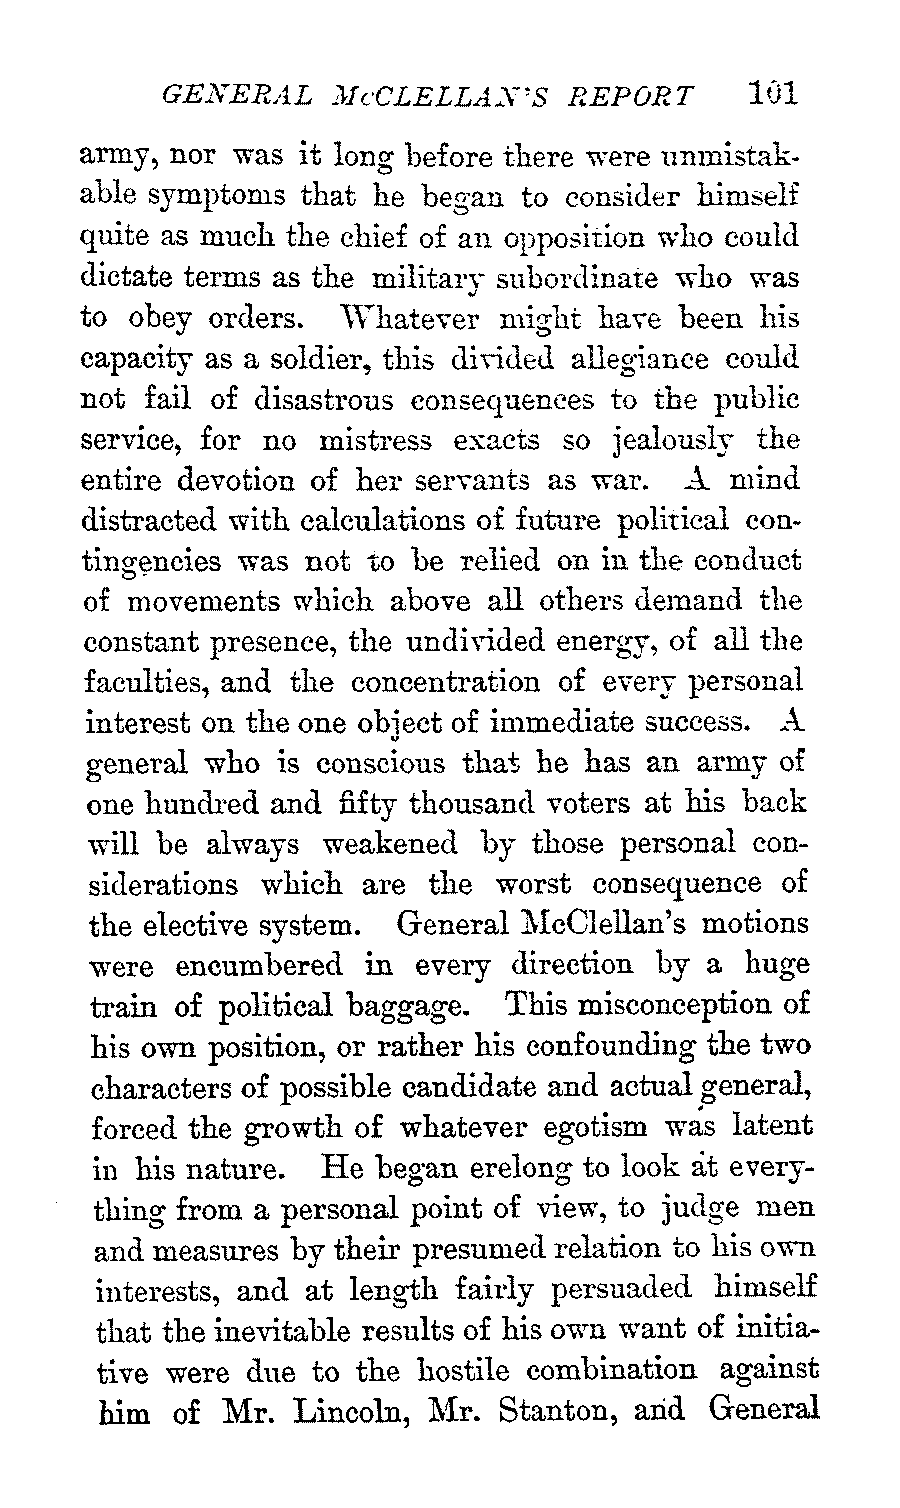 GENERAL McCLELLAN'S REPORT 101
army, nor was it long before there were unmistak-
able symptoms that he began to consider himself
quite as much the chief of an opposition who could
dictate terms as the military subordinate who was
to obey orders. Whatever might have been his
capacity as a soldier, this divided allegiance could
not fail of disastrous consequences to the public
service, for no mistress exacts so jealously the
entire devotion of her servants as war. A mind
distracted with calculations of future political con-
tingencies was not to be relied on in the conduct
of movements which above all others demand the
constant presence, the undivided energy, of all the
faculties, and the concentration of every personal
interest on the one object of immediate success. A
general who is conscious that he has an army of
one hundred and fifty thousand voters at his back
will be always weakened by those personal con-
siderations which are the worst consequence of
the elective system. General McClellan's motions
were encumbered in every direction by a huge
train of political baggage. This misconception of
his own position, or rather his confounding the two
characters of possible candidate and actual general,
forced the growth of whatever egotism was latent
in his nature. He began erelong to look at every-
thing from a personal point of view, to judge men
and measures by their presumed relation to his own
interests, and at length fairly persuaded himself
that the inevitable results of his own want of initia-
tive were due to the hostile combination against
him of Mr. Lincoln, Mr. Stanton, and General